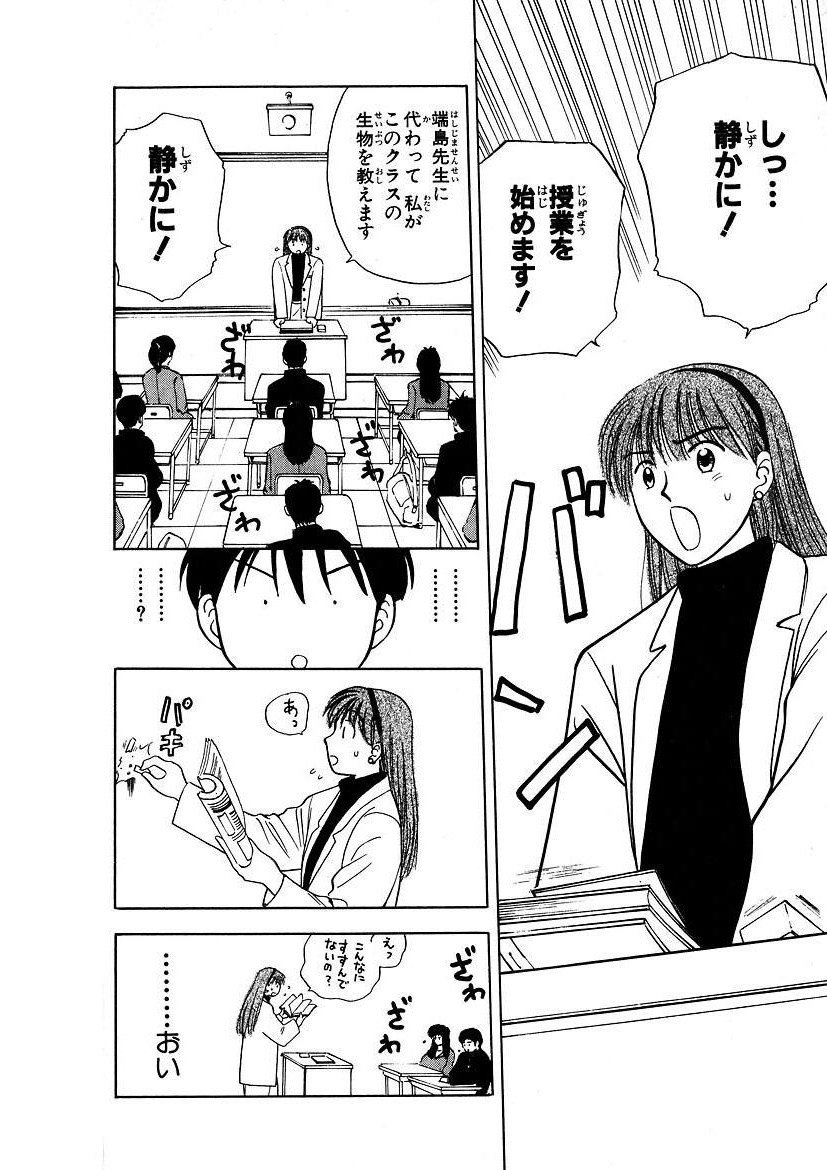 しっ…
静かに!
授業を
始めます!
バン
端島先生に
代わって 私が
このクラスの
生物を教えます
静かに!
ざわ
ざわ
ざわ
ざわ
………
………?
あっ
パキ
えっ
こんなに
すすんで
ないの?
ざわ
ざわ
………おい